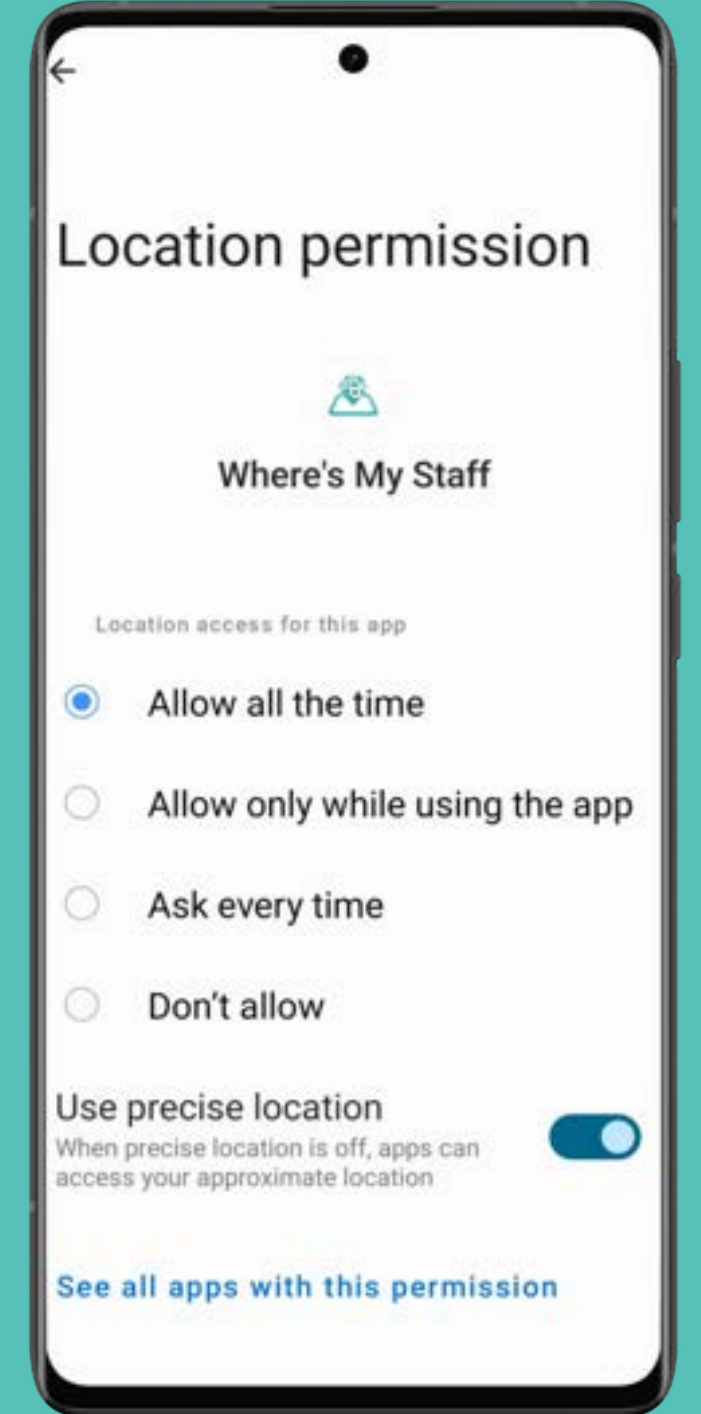 Location permission
Where's My Staff
Location access for this app
Allow all the time
Allow only while using the app
Ask every time
Don't allow
Use precise location
When precise location is off, apps can
access your approximate location
See all apps with this permission